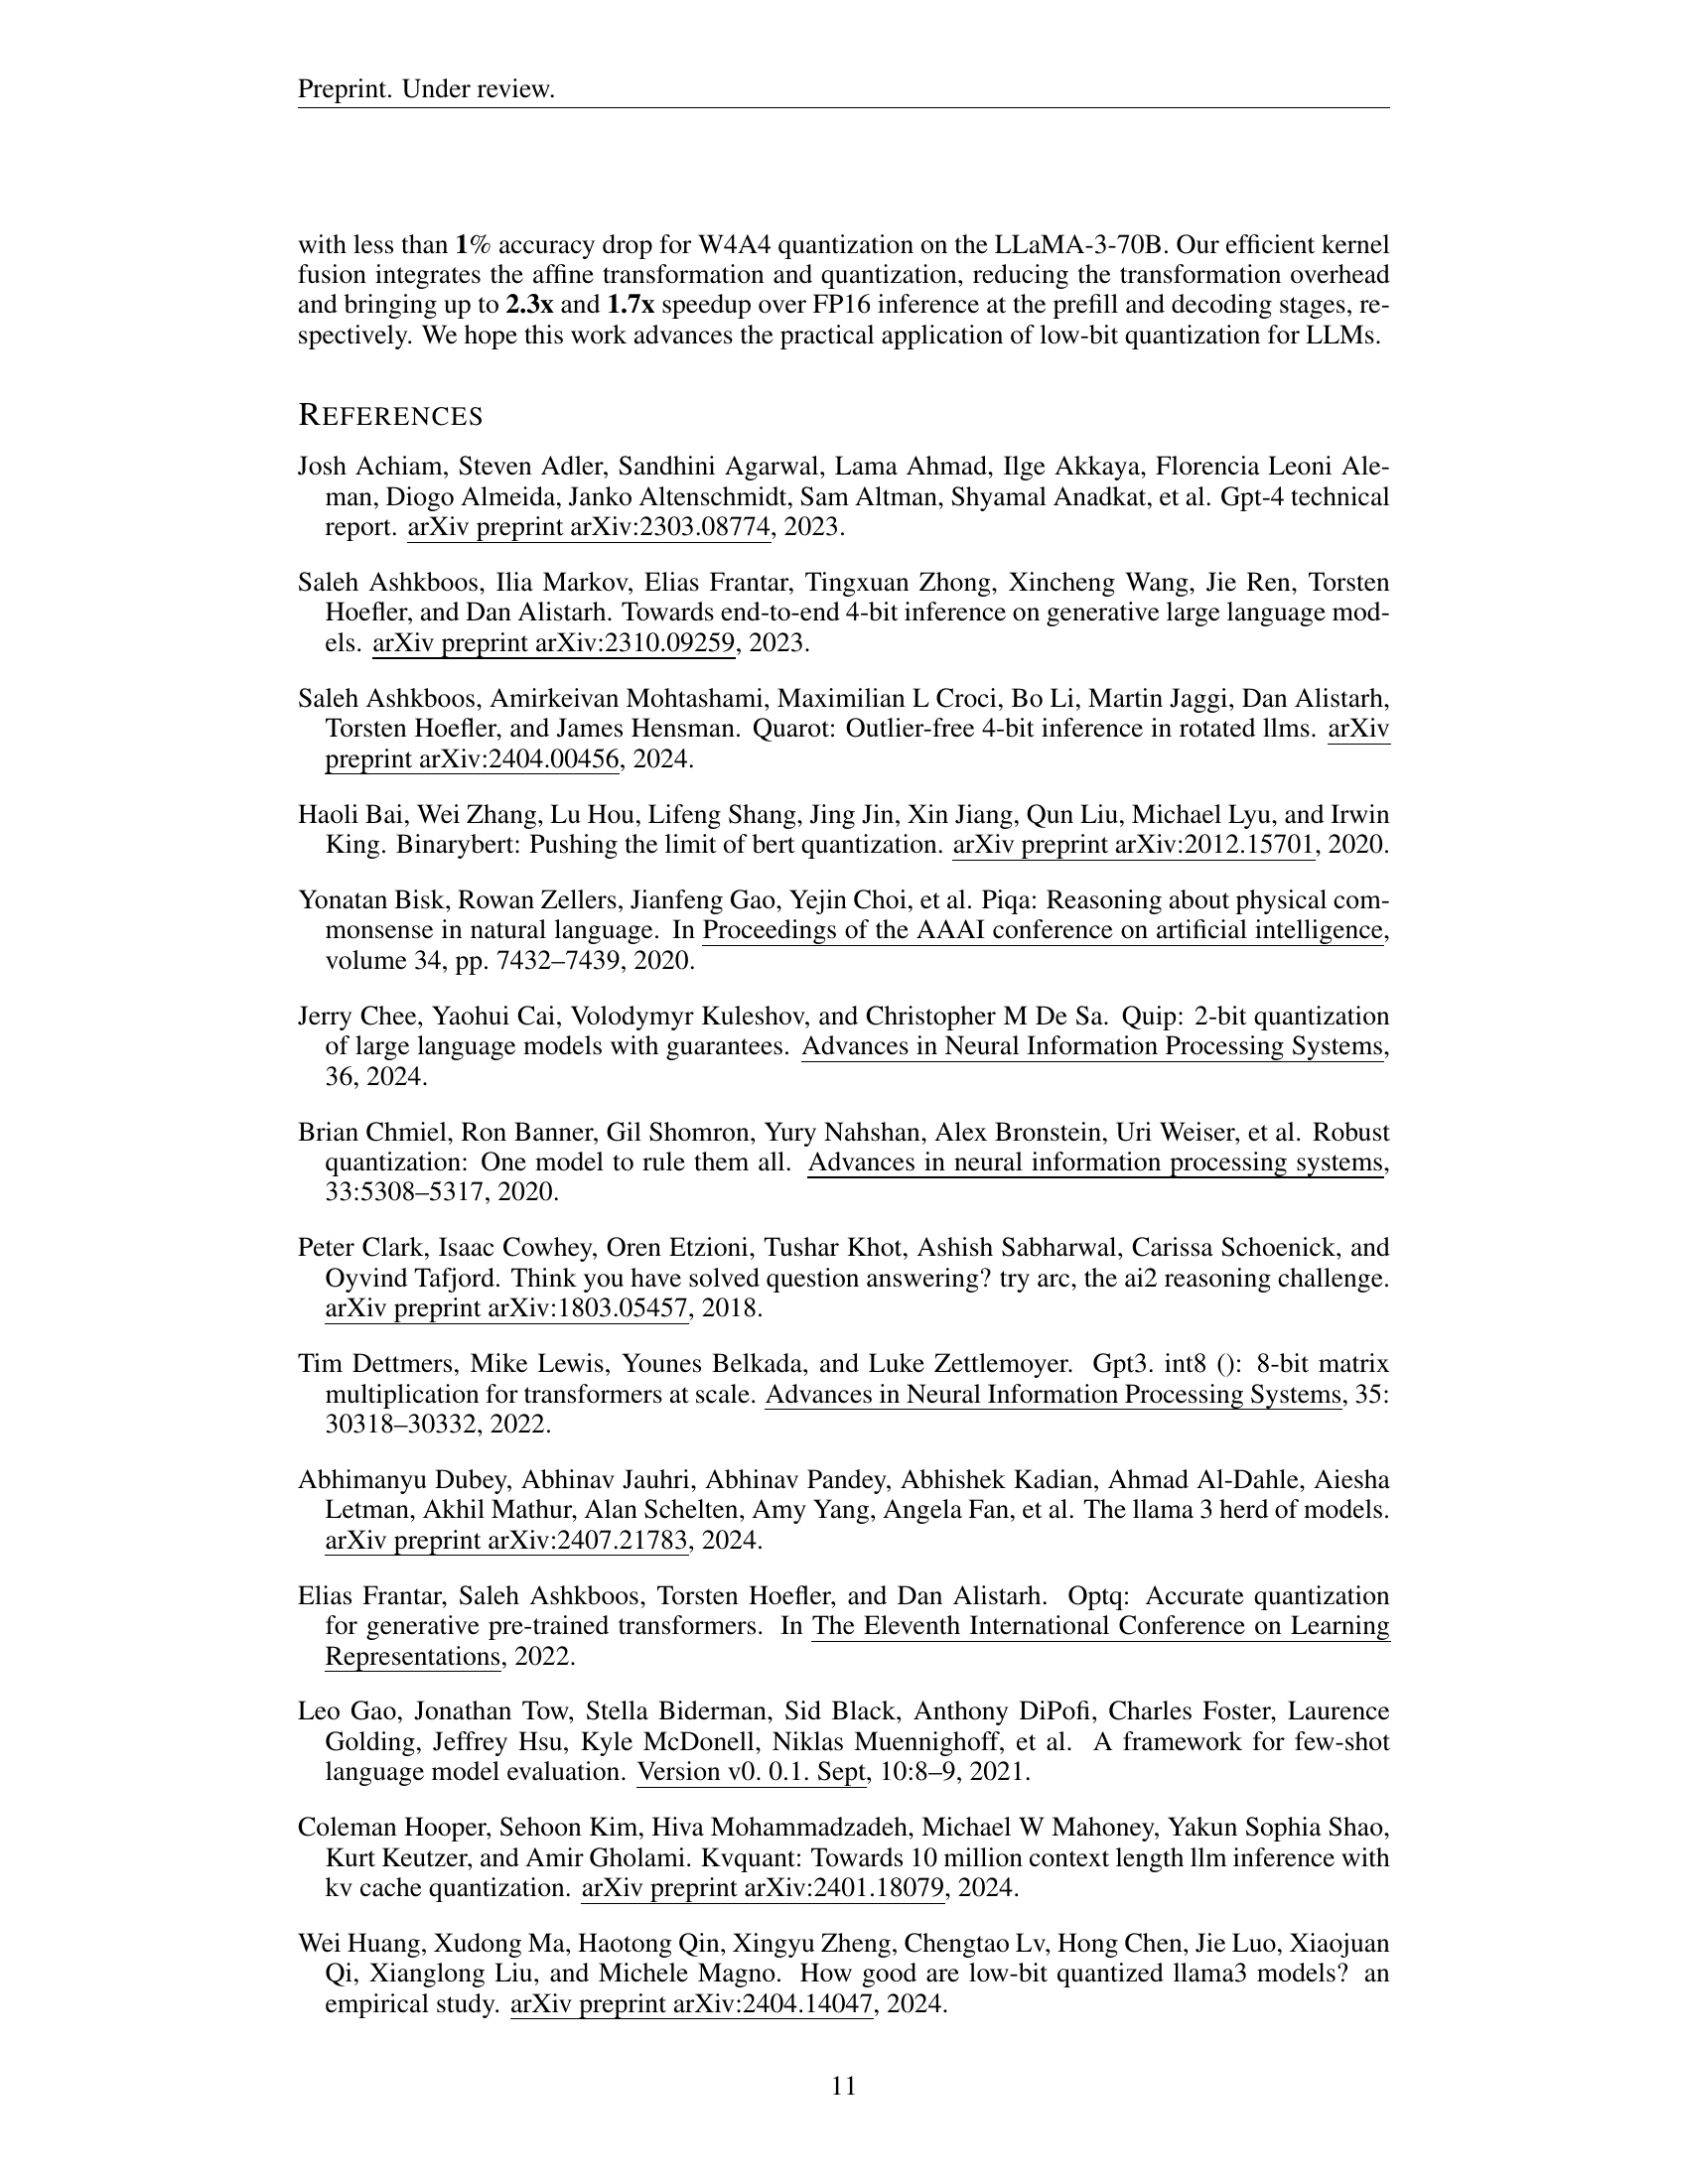 Preprint. Under review.
with less than 1% accuracy drop for W4A4 quantization on the LLaMA-3-70B. Our efficient kernel
fusion integrates the affine transformation and quantization, reducing the transformation overhead
and bringing up to 2.3x and 1.7x speedup over FP16 inference at the prefill and decoding stages, re-
spectively. We hope this work advances the practical application of low-bit quantization for LLMs.
REFERENCES
Josh Achiam, Steven Adler, Sandhini Agarwal, Lama Ahmad, Ilge Akkaya, Florencia Leoni Ale-
man, Diogo Almeida, Janko Altenschmidt, Sam Altman, Shyamal Anadkat, et al. Gpt-4 technical
report. arXiv preprint arXiv:2303.08774, 2023.
Saleh Ashkboos, Ilia Markov, Elias Frantar, Tingxuan Zhong, Xincheng Wang, Jie Ren, Torsten
Hoefler, and Dan Alistarh. Towards end-to-end 4-bit inference on generative large language mod-
els. arXiv preprint arXiv:2310.09259, 2023.
Saleh Ashkboos, Amirkeivan Mohtashami, Maximilian L Croci, Bo Li, Martin Jaggi, Dan Alistarh,
Torsten Hoefler, and James Hensman. Quarot: Outlier-free 4-bit inference in rotated llms. arXiv
preprint arXiv:2404.00456, 2024.
Haoli Bai, Wei Zhang, Lu Hou, Lifeng Shang, Jing Jin, Xin Jiang, Qun Liu, Michael Lyu, and Irwin
King. Binarybert: Pushing the limit of bert quantization. arXiv preprint arXiv:2012.15701, 2020.
Yonatan Bisk, Rowan Zellers, Jianfeng Gao, Yejin Choi, et al. Piqa: Reasoning about physical com-
monsense in natural language. In Proceedings of the AAAI conference on artificial intelligence,
volume 34, pp. 7432–7439, 2020.
Jerry Chee, Yaohui Cai, Volodymyr Kuleshov, and Christopher M De Sa. Quip: 2-bit quantization
of large language models with guarantees. Advances in Neural Information Processing Systems,
36, 2024.
Brian Chmiel, Ron Banner, Gil Shomron, Yury Nahshan, Alex Bronstein, Uri Weiser, et al. Robust
quantization: One model to rule them all. Advances in neural information processing systems,
33:5308–5317, 2020.
Peter Clark, Isaac Cowhey, Oren Etzioni, Tushar Khot, Ashish Sabharwal, Carissa Schoenick, and
Oyvind Tafjord. Think you have solved question answering? try arc, the ai2 reasoning challenge.
arXiv preprint arXiv:1803.05457, 2018.
Tim Dettmers, Mike Lewis, Younes Belkada, and Luke Zettlemoyer. Gpt3. int8 (): 8-bit matrix
multiplication for transformers at scale. Advances in Neural Information Processing Systems, 35:
30318–30332, 2022.
Abhimanyu Dubey, Abhinav Jauhri, Abhinav Pandey, Abhishek Kadian, Ahmad Al-Dahle, Aiesha
Letman, Akhil Mathur, Alan Schelten, Amy Yang, Angela Fan, et al. The llama 3 herd of models.
arXiv preprint arXiv:2407.21783, 2024.
Elias Frantar, Saleh Ashkboos, Torsten Hoefler, and Dan Alistarh. Optq: Accurate quantization
for generative pre-trained transformers. In The Eleventh International Conference on Learning
Representations, 2022.
Leo Gao, Jonathan Tow, Stella Biderman, Sid Black, Anthony DiPofi, Charles Foster, Laurence
Golding, Jeffrey Hsu, Kyle McDonell, Niklas Muennighoff, et al. A framework for few-shot
language model evaluation. Version v0. 0.1. Sept, 10:8–9, 2021.
Coleman Hooper, Sehoon Kim, Hiva Mohammadzadeh, Michael W Mahoney, Yakun Sophia Shao,
Kurt Keutzer, and Amir Gholami. Kvquant: Towards 10 million context length llm inference with
kv cache quantization. arXiv preprint arXiv:2401.18079, 2024.
Wei Huang, Xudong Ma, Haotong Qin, Xingyu Zheng, Chengtao Lv, Hong Chen, Jie Luo, Xiaojuan
Qi, Xianglong Liu, and Michele Magno. How good are low-bit quantized llama3 models? an
empirical study. arXiv preprint arXiv:2404.14047, 2024.
11